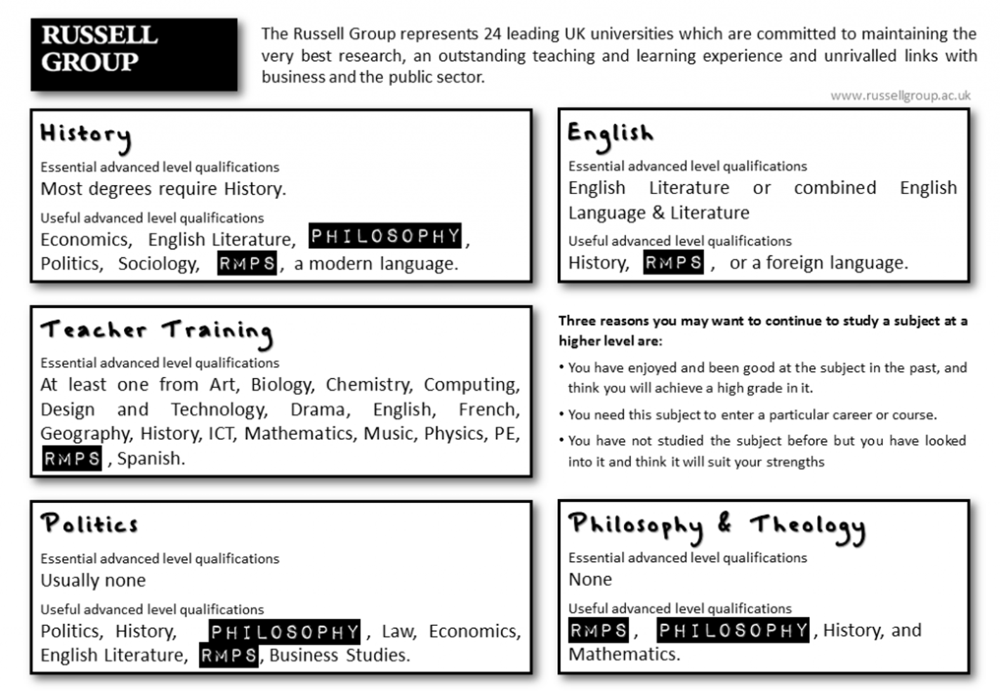 RUSSELL
GROUP
The Russell Group represents 24 leading UK universities which are committed to maintaining the
very best research, an outstanding teaching and learning experience and unrivalled links with
business and the public sector.
www.russellgroup.ac.uk
History
Essential advanced level qualifications
Most degrees require History.
Useful advanced level qualifications
Economics, English Literature, PHILOSOPHY,
Politics, Sociology, RMPS, a modern language.
English
Essential advanced level qualifications
English Literature or combined English
Language & Literature
Useful advanced level qualifications
History, RMPS, or a foreign language.
Teacher Training
Essential advanced level qualifications
At least one from Art, Biology, Chemistry, Computing,
Design and Technology, Drama, English, French,
Geography, History, ICT, Mathematics, Music, Physics, PE,
RMPS, Spanish.
Three reasons you may want to continue to study a subject at a
higher level are:
• You have enjoyed and been good at the subject in the past, and
think you will achieve a high grade in it.
• You need this subject to enter a particular career or course.
• You have not studied the subject before but you have looked
into it and think it will suit your strengths
Politics
Essential advanced level qualifications
Usually none
Useful advanced level qualifications
Politics, History, PHILOSOPHY, Law, Economics,
English Literature, RMPS, Business Studies.
Philosophy & Theology
Essential advanced level qualifications
None
Useful advanced level qualifications
RMPS, PHILOSOPHY, History, and
Mathematics.